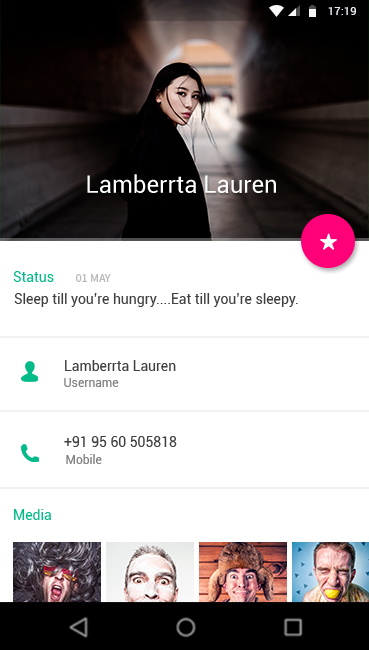 17:19
Lamberrta Lauren
Status 01 MAY
Sleep till you're hungry....Eat till you're sleepy.
Lamberrta Lauren
Username
+91 95 60 505818
Mobile
Media